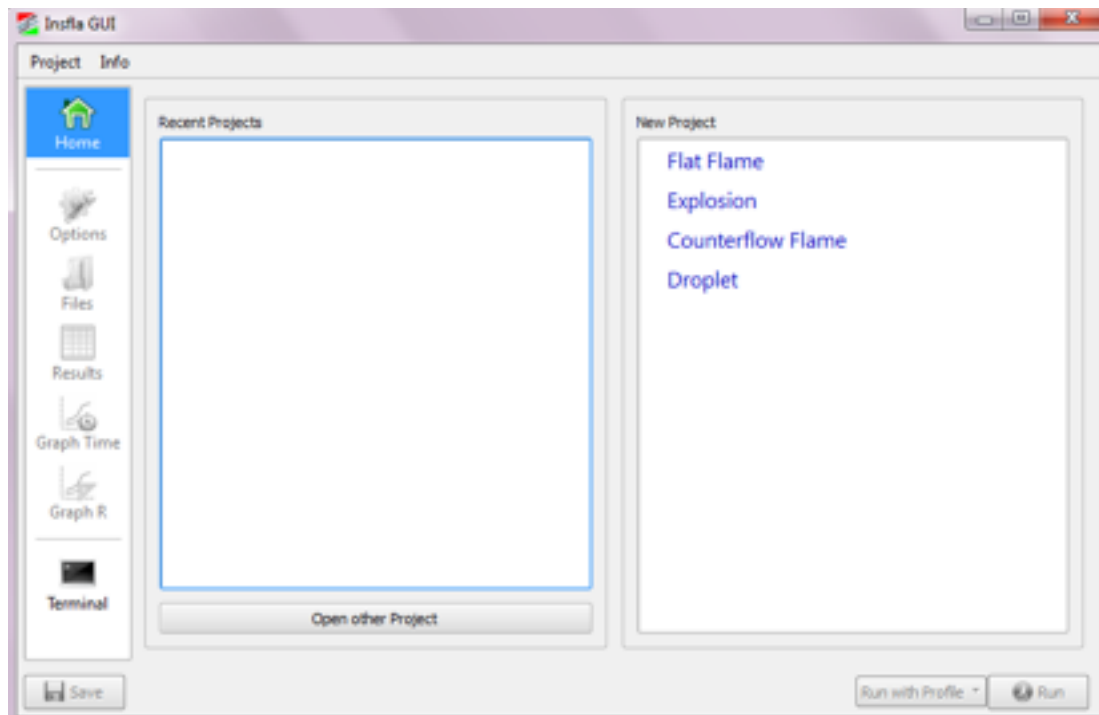 Insfla GUI
Project Info
Home
Options
Files
Results
Graph Time
Graph R
Terminal
Recent Projects
Open other Project
New Project
Flat Flame
Explosion
Counterflow Flame
Droplet
Save
Run with Profile
Run